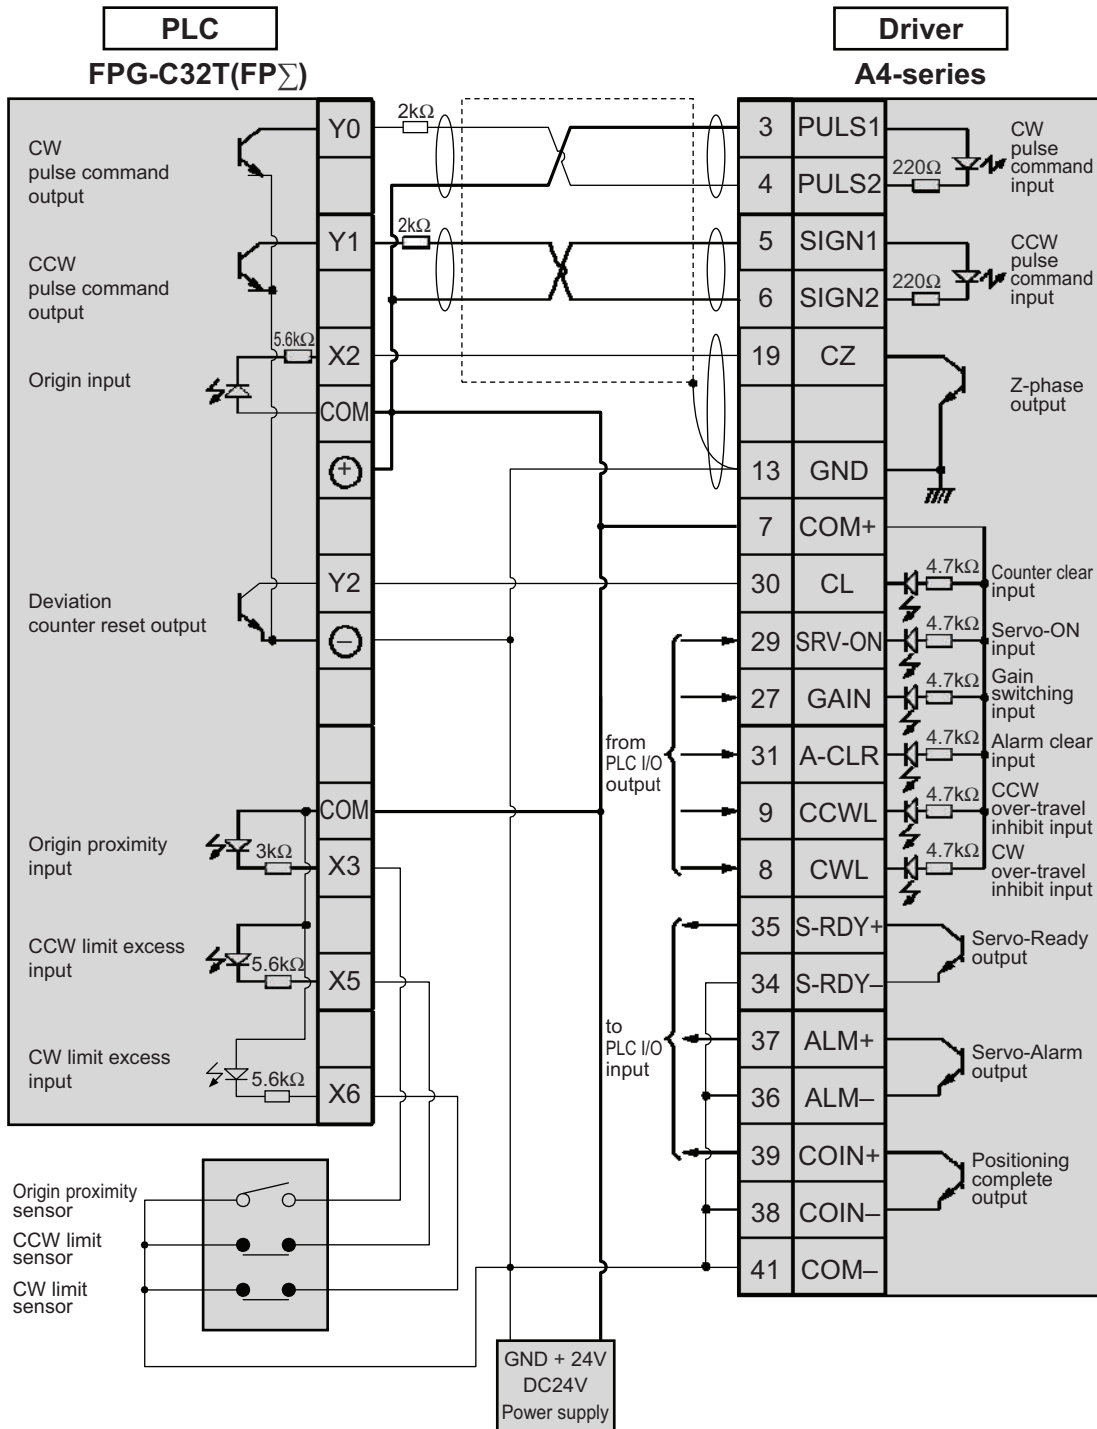 PLC
Driver
FPG-C32T(FP∑)
A4-series
CW
pulse command
output
Y0
2kΩ
3
PULS1
4
PULS2
220Ω
CW
pulse
command
input
CCW
pulse command
output
Y1
2kΩ
5
SIGN1
6
SIGN2
220Ω
CCW
pulse
command
input
Origin input
5.6kΩ
X2
COM
+
19
CZ
Z-phase
output
13
GND
7
COM+
Deviation
counter reset output
Y2
–
30
CL
4.7kΩ
Counter clear
input
29
SRV-ON
4.7kΩ
Servo-ON
input
27
GAIN
4.7kΩ
Gain
switching
input
from
PLC I/O
output
31
A-CLR
4.7kΩ
Alarm clear
input
COM
9
CCWL
4.7kΩ
CCW
over-travel
inhibit input
Origin proximity
input
3kΩ
X3
8
CWL
4.7kΩ
CW
over-travel
inhibit input
35
S-RDY+
34
S-RDY–
Servo-Ready
output
CCW limit excess
input
5.6kΩ
X5
to
PLC I/O
input
37
ALM+
36
ALM–
Servo-Alarm
output
CW limit excess
input
5.6kΩ
X6
39
COIN+
38
COIN–
Positioning
complete
output
41
COM–
Origin proximity
sensor
CCW limit
sensor
CW limit
sensor
GND + 24V
DC24V
Power supply